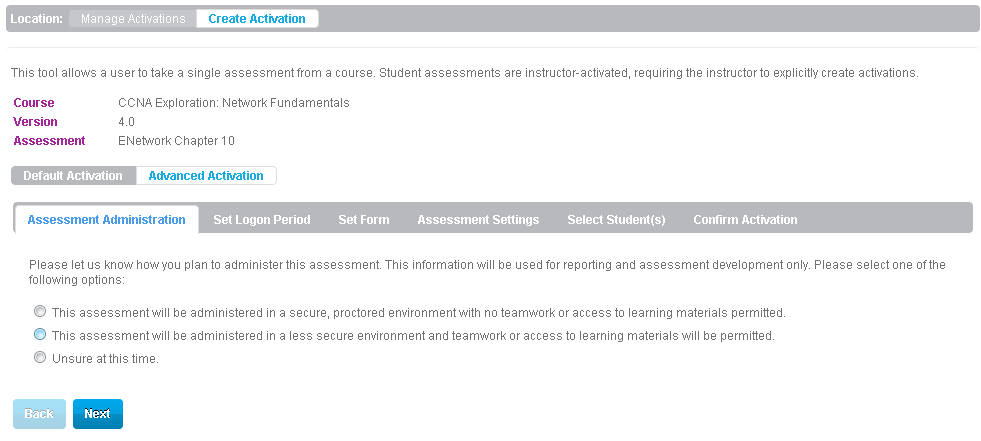 Location: Manage Activations Create Activation
This tool allows a user to take a single assessment from a course. Student assessments are instructor-activated, requiring the instructor to explicitly create activations.
Course CCNA Exploration: Network Fundamentals
Version 4.0
Assessment ENetwork Chapter 10
Default Activation Advanced Activation
Assessment Administration Set Logon Period Set Form Assessment Settings Select Student(s) Confirm Activation
Please let us know how you plan to administer this assessment. This information will be used for reporting and assessment development only. Please select one of the
following options:
This assessment will be administered in a secure, proctored environment with no teamwork or access to learning materials permitted.
This assessment will be administered in a less secure environment and teamwork or access to learning materials will be permitted.
Unsure at this time.
Back Next